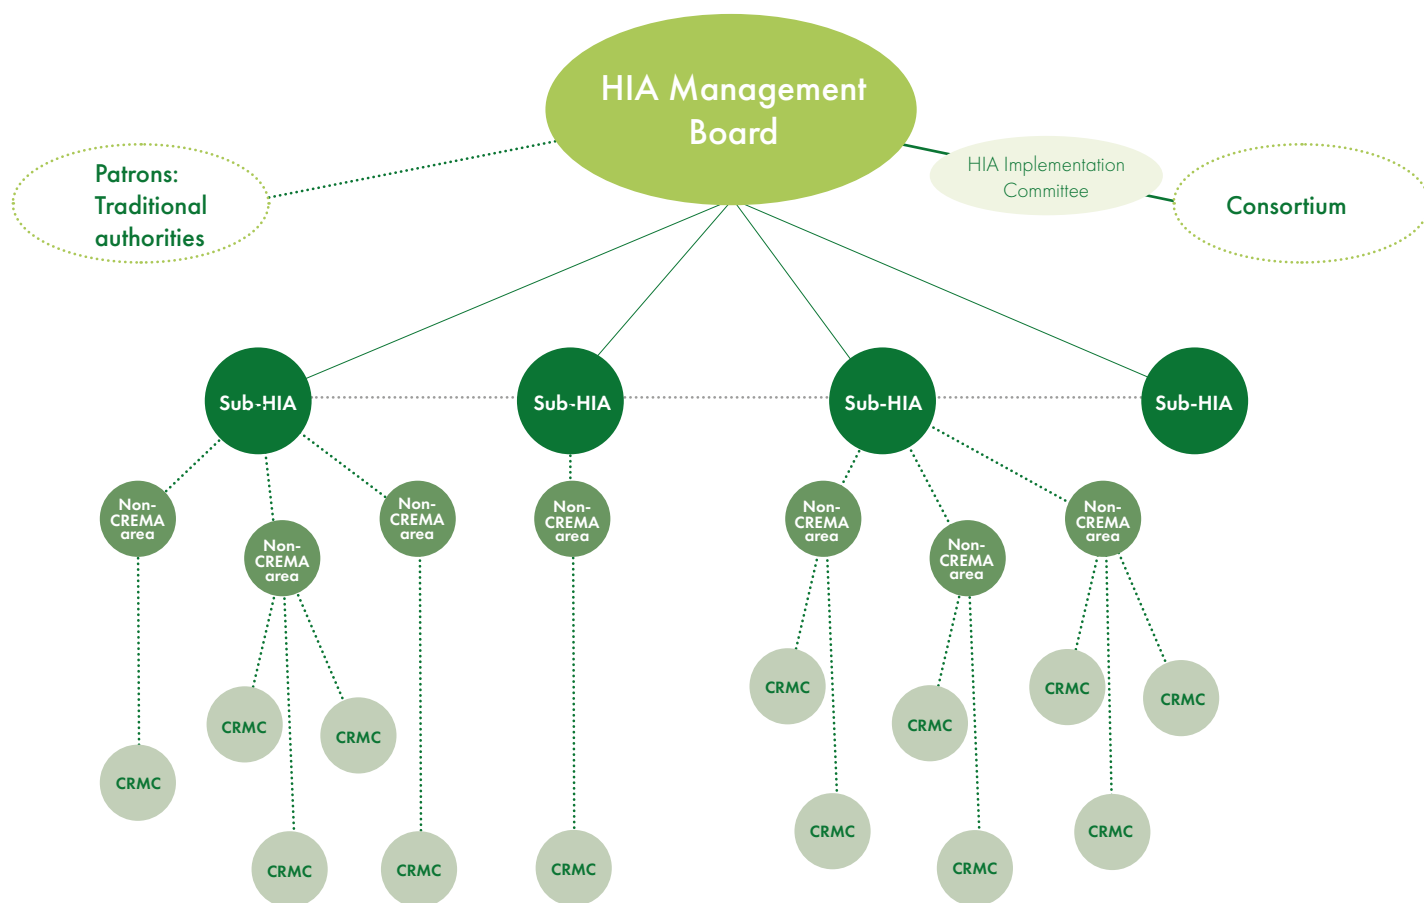 HIA Management
Board
Patrons:
Traditional
authorities
HIA Implementation
Committee
Consortium
Sub-HIA
Sub-HIA
Sub-HIA
Sub-HIA
Non-
CREMA
area
Non-
CREMA
area
Non-
CREMA
area
Non-
CREMA
area
Non-
CREMA
area
Non-
CREMA
area
Non-
CREMA
area
CRMC
CRMC
CRMC
CRMC
CRMC
CRMC
CRMC
CRMC
CRMC
CRMC
CRMC
CRMC
CRMC